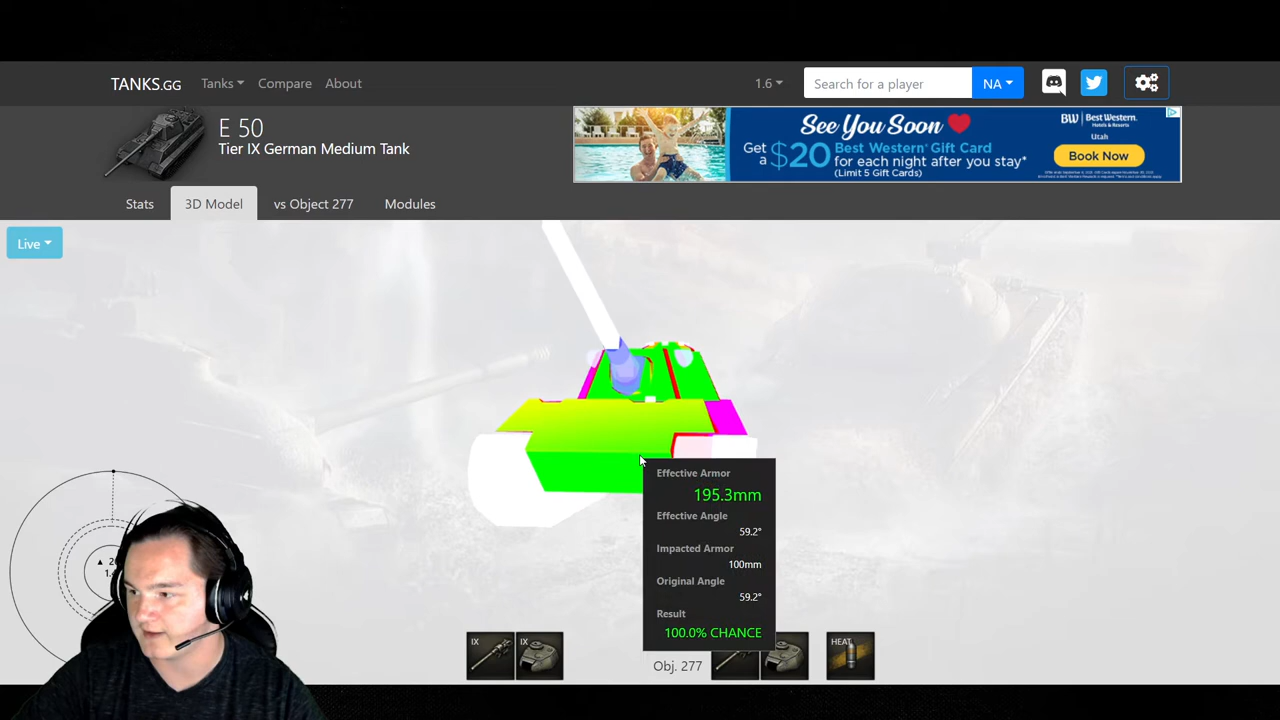 TANKS.GG
Tanks
Compare
About
1.6
Search for a player
NA
E 50
Tier IX German Medium Tank
See You Soon
Get a $20 Best Western® Gift Card
for each night after you stay*
(Limit 5 Gift Cards)
BW Best Western.
Hotels & Resorts
Utah
Book Now
Stats
3D Model
vs Object 277
Modules
Live
Effective Armor
195.3mm
Effective Angle
59.2°
Impacted Armor
100mm
Original Angle
59.2°
Result
100.0% CHANCE
IX
IX
Obj. 277
HEAT